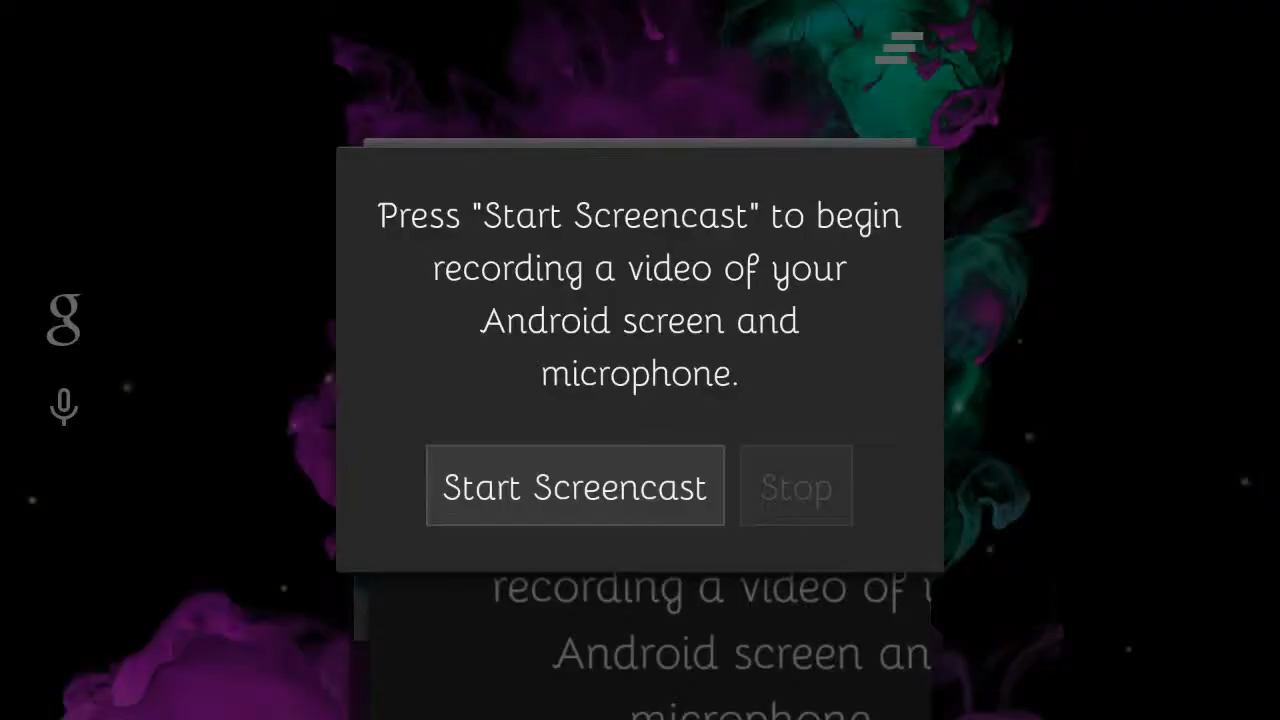 Press "Start Screencast" to begin
recording a video of your
Android screen and
microphone.
g
Start Screencast
Stop
recording a video of
Android screen an
microphone